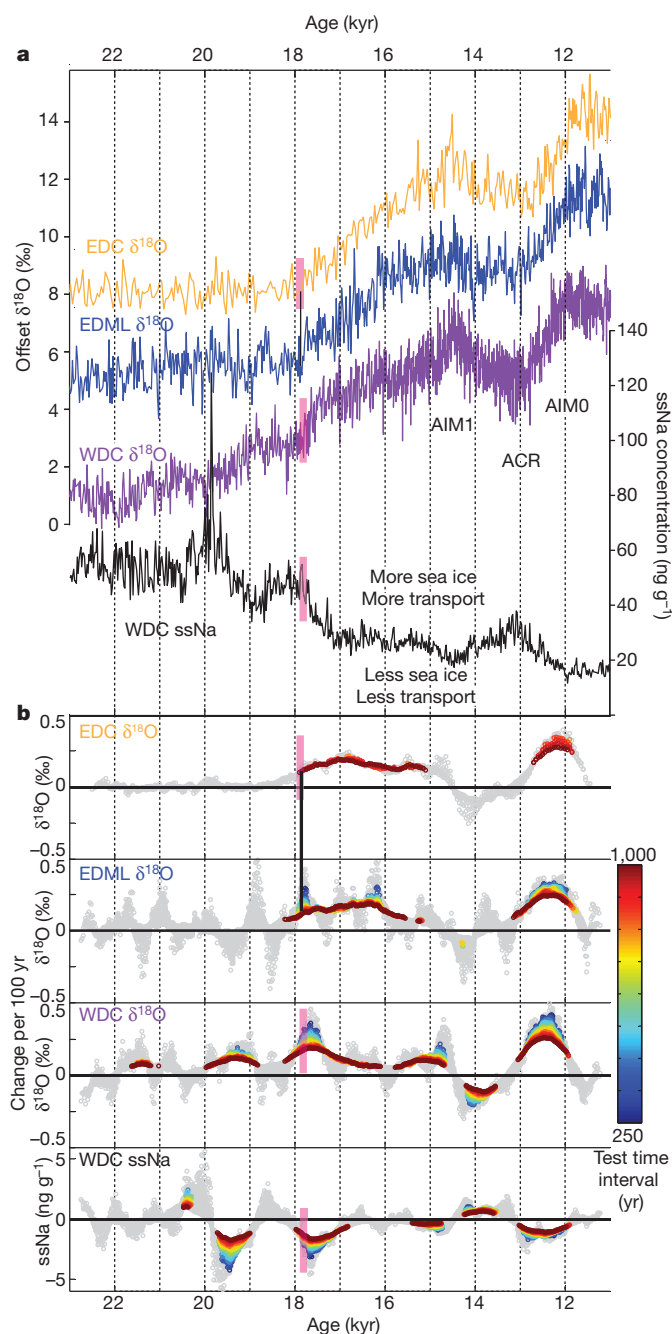 Age (kyr)
22 20 18 16 14 12
a
14
12
10
8
6
4
2
0
Offset δ18O (‰)
EDC δ18O
EDML δ18O
WDC δ18O
WDC ssNa
AIM1
ACR
AIM0
More sea ice
More transport
Less sea ice
Less transport
140
120
100
80
60
40
20
ssNa concentration (ng g−1)
b
Change per 100 yr
EDC δ18O
0.5
0
−0.5
δ18O (‰)
EDML δ18O
0.5
0
−0.5
δ18O (‰)
WDC δ18O
0.5
0
−0.5
δ18O (‰)
WDC ssNa
5
0
−5
ssNa (ng g−1)
1,000
250
Test time
interval
(yr)
22 20 18 16 14 12
Age (kyr)